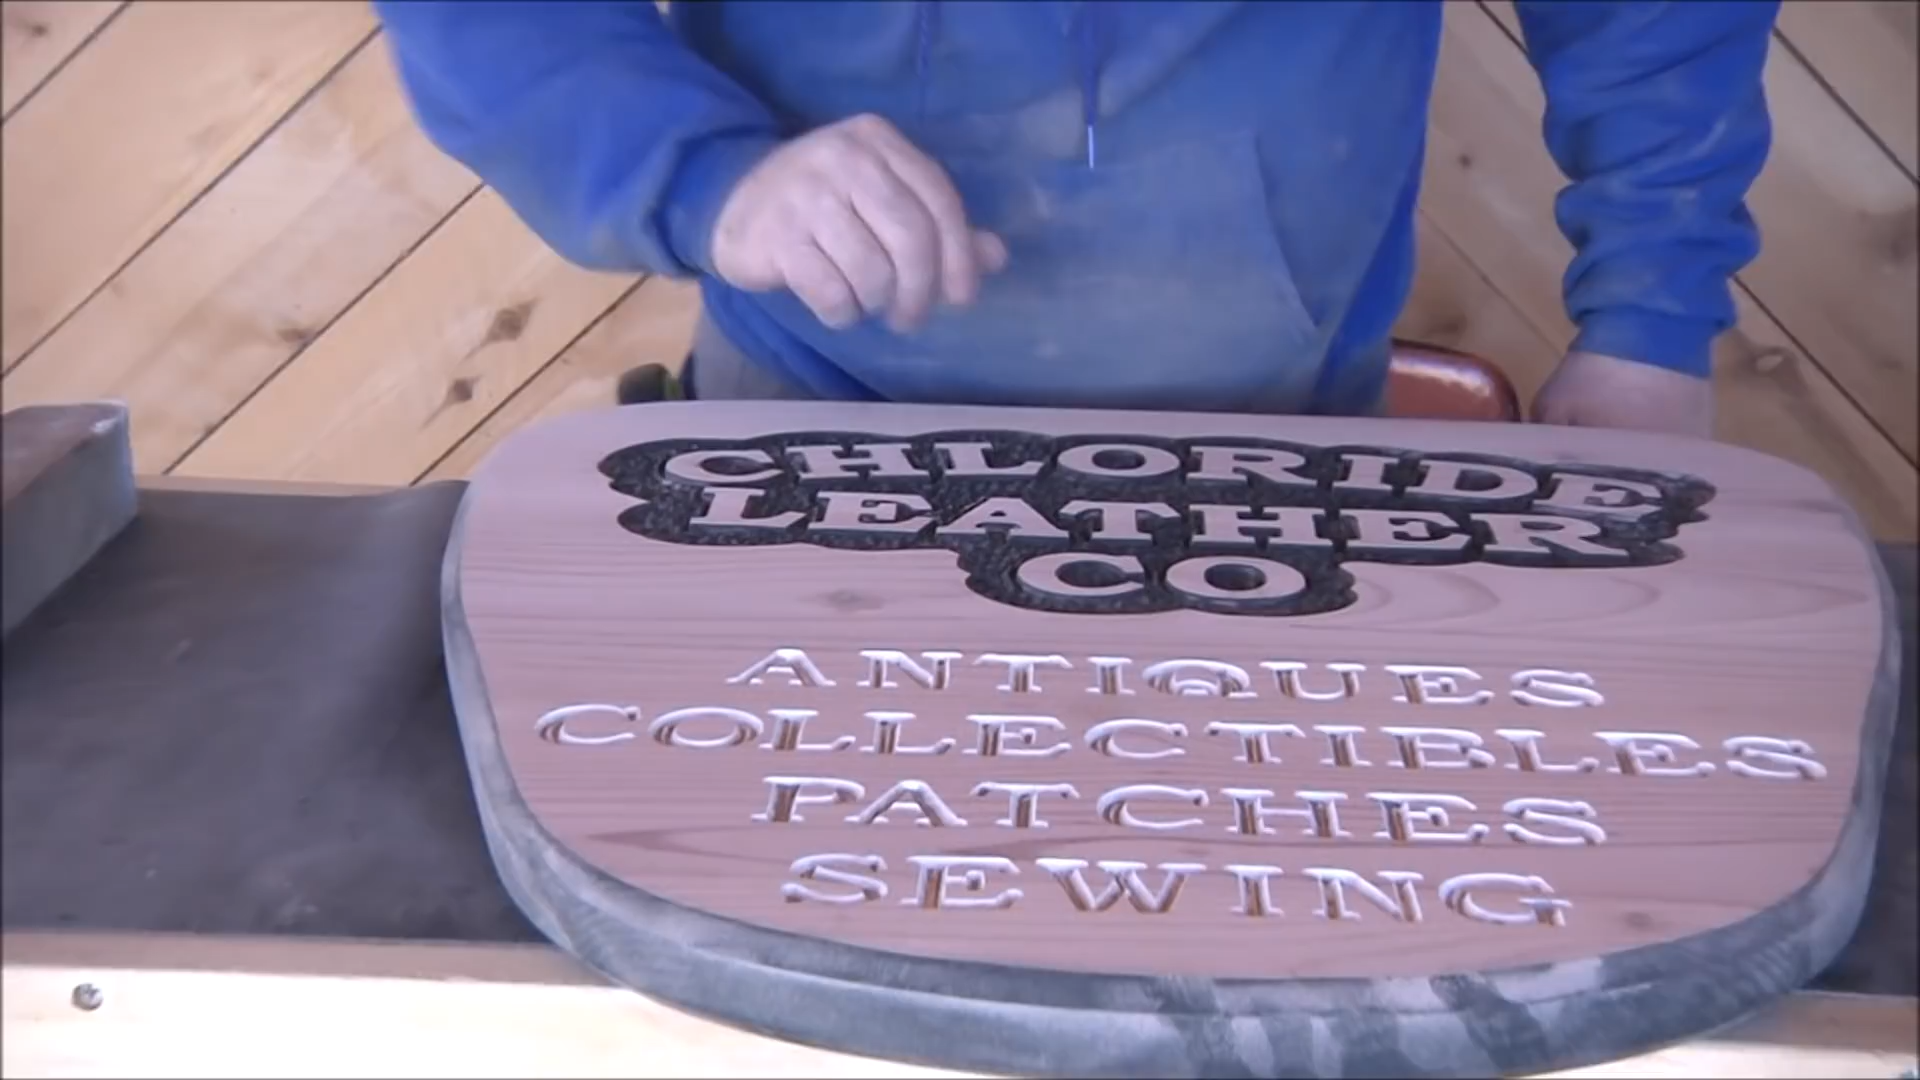 CHLORIDE
LEATHER
CO
ANTIQUES
COLLECTIBLES
PATCHES
SEWING